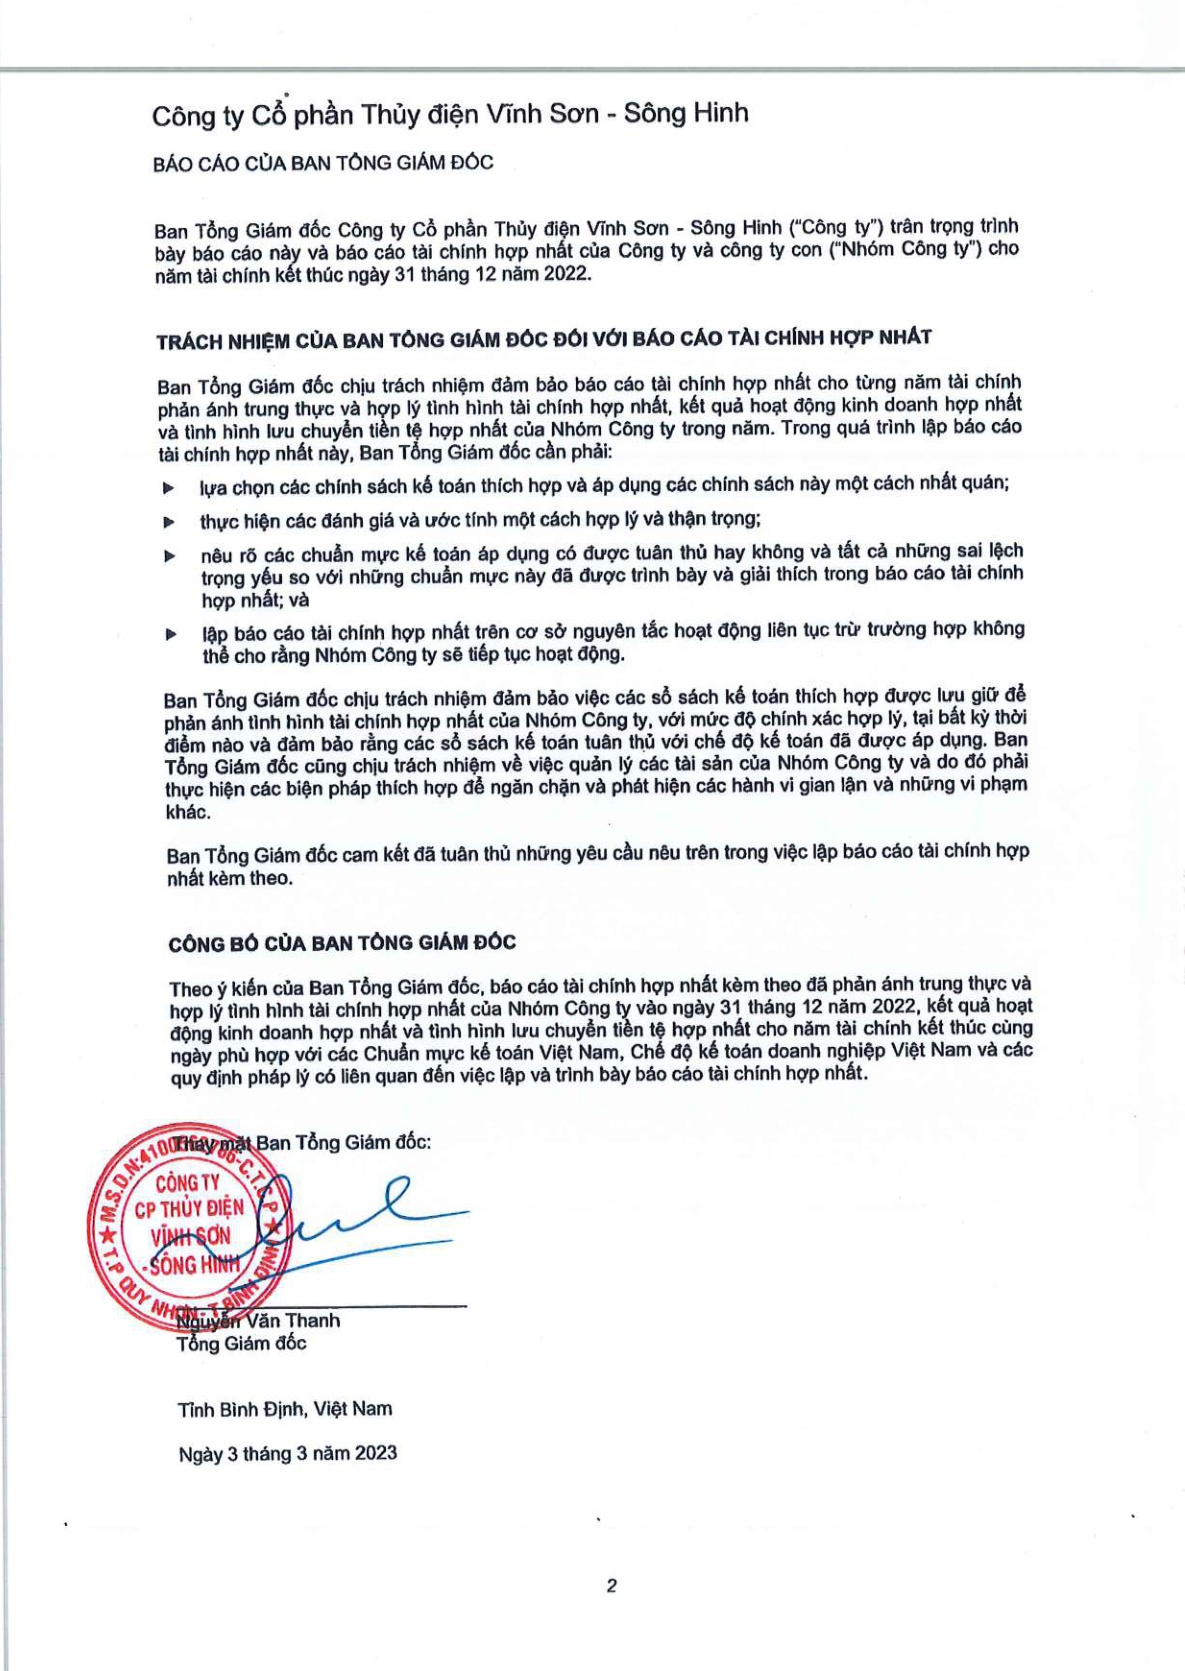 Công ty Cổ phần Thủy điện Vĩnh Sơn - Sông Hinh
BÁO CÁO CỦA BAN TỔNG GIÁM ĐỐC
Ban Tổng Giám đốc Công ty Cổ phần Thủy điện Vĩnh Sơn - Sông Hinh (“Công ty”) trân trọng trình
bày báo cáo này và báo cáo tài chính hợp nhất của Công ty và công ty con (“Nhóm Công ty”) cho
năm tài chính kết thúc ngày 31 tháng 12 năm 2022.
TRÁCH NHIỆM CỦA BAN TỔNG GIÁM ĐỐC ĐỐI VỚI BÁO CÁO TÀI CHÍNH HỢP NHẤT
Ban Tổng Giám đốc chịu trách nhiệm đảm bảo báo cáo tài chính hợp nhất cho từng năm tài chính
phản ánh trung thực và hợp lý tình hình tài chính hợp nhất, kết quả hoạt động kinh doanh hợp nhất
và tình hình lưu chuyển tiền tệ hợp nhất của Nhóm Công ty trong năm. Trong quá trình lập báo cáo
tài chính hợp nhất này, Ban Tổng Giám đốc cần phải:
► lựa chọn các chính sách kế toán thích hợp và áp dụng các chính sách này một cách nhất quán;
► thực hiện các đánh giá và ước tính một cách hợp lý và thận trọng;
► nêu rõ các chuẩn mực kế toán áp dụng có được tuân thủ hay không và tất cả những sai lệch
trọng yếu so với những chuẩn mực này đã được trình bày và giải thích trong báo cáo tài chính
hợp nhất; và
► lập báo cáo tài chính hợp nhất trên cơ sở nguyên tắc hoạt động liên tục trừ trường hợp không
thể cho rằng Nhóm Công ty sẽ tiếp tục hoạt động.
Ban Tổng Giám đốc chịu trách nhiệm đảm bảo việc các sổ sách kế toán thích hợp được lưu giữ để
phản ánh tình hình tài chính hợp nhất của Nhóm Công ty, với mức độ chính xác hợp lý, tại bất kỳ thời
điểm nào và đảm bảo rằng các sổ sách kế toán tuân thủ với chế độ kế toán đã được áp dụng. Ban
Tổng Giám đốc cũng chịu trách nhiệm về việc quản lý các tài sản của Nhóm Công ty và do đó phải
thực hiện các biện pháp thích hợp để ngăn chặn và phát hiện các hành vi gian lận và những vi phạm
khác.
Ban Tổng Giám đốc cam kết đã tuân thủ những yêu cầu nêu trên trong việc lập báo cáo tài chính hợp
nhất kèm theo.
CÔNG BỐ CỦA BAN TỔNG GIÁM ĐỐC
Theo ý kiến của Ban Tổng Giám đốc, báo cáo tài chính hợp nhất kèm theo đã phản ánh trung thực và
hợp lý tình hình tài chính hợp nhất của Nhóm Công ty vào ngày 31 tháng 12 năm 2022, kết quả hoạt
động kinh doanh hợp nhất và tình hình lưu chuyển tiền tệ hợp nhất cho năm tài chính kết thúc cùng
ngày phù hợp với các Chuẩn mực kế toán Việt Nam, Chế độ kế toán doanh nghiệp Việt Nam và các
quy định pháp lý có liên quan đến việc lập và trình bày báo cáo tài chính hợp nhất.
Thay mặt Ban Tổng Giám đốc:
CÔNG TY
CP THỦY ĐIỆN
VĨNH SƠN
- SÔNG HINH
T.P QUY NHƠN - T.BÌNH ĐỊNH
Nguyễn Văn Thanh
Tổng Giám đốc
Tỉnh Bình Định, Việt Nam
Ngày 3 tháng 3 năm 2023
2